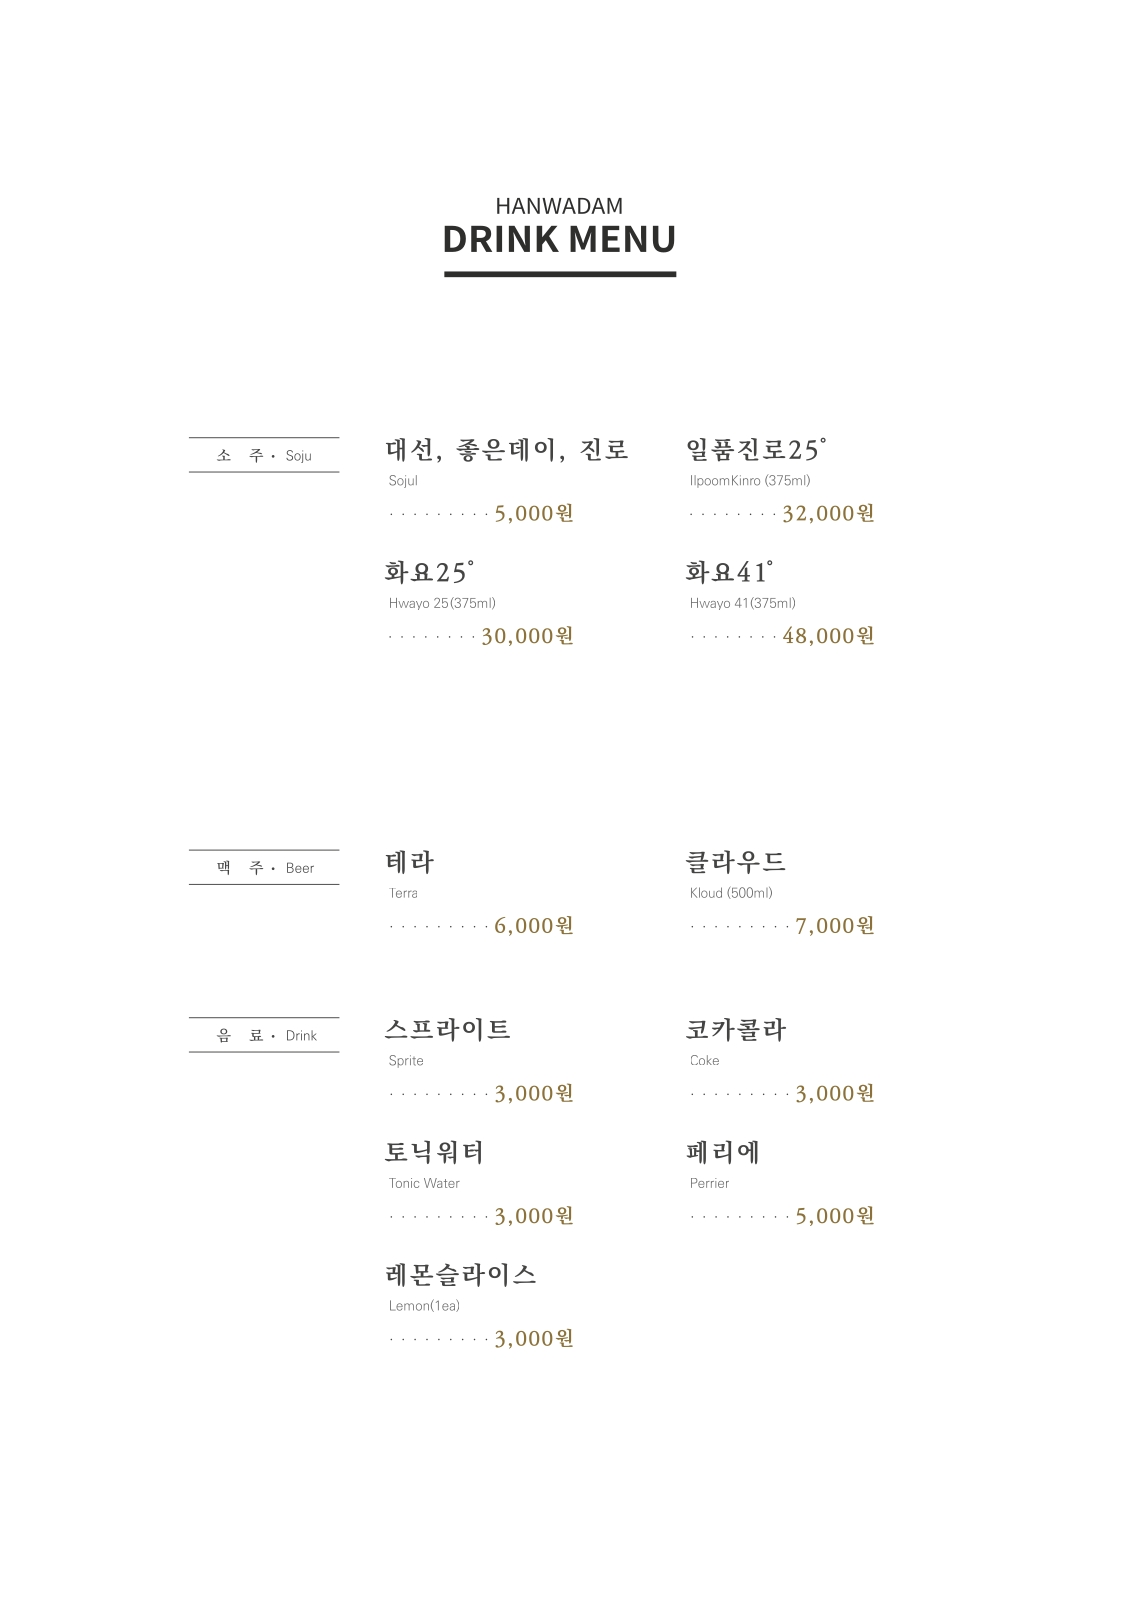 HANWADAM
DRINK MENU
소 주 • Soju
대선, 좋은데이, 진로
Sojul
· · · · · · · · · 5,000원
일품진로25˚
IlpoomKinro (375ml)
· · · · · · · · 32,000원
화요25˚
Hwayo 25(375ml)
· · · · · · · · 30,000원
화요41˚
Hwayo 41(375ml)
· · · · · · · · 48,000원
맥 주 • Beer
테라
Terra
· · · · · · · · · 6,000원
클라우드
Kloud (500ml)
· · · · · · · · · 7,000원
음 료 • Drink
스프라이트
Sprite
· · · · · · · · · 3,000원
코카콜라
Coke
· · · · · · · · · 3,000원
토닉워터
Tonic Water
· · · · · · · · · 3,000원
페리에
Perrier
· · · · · · · · · 5,000원
레몬슬라이스
Lemon(1ea)
· · · · · · · · · 3,000원